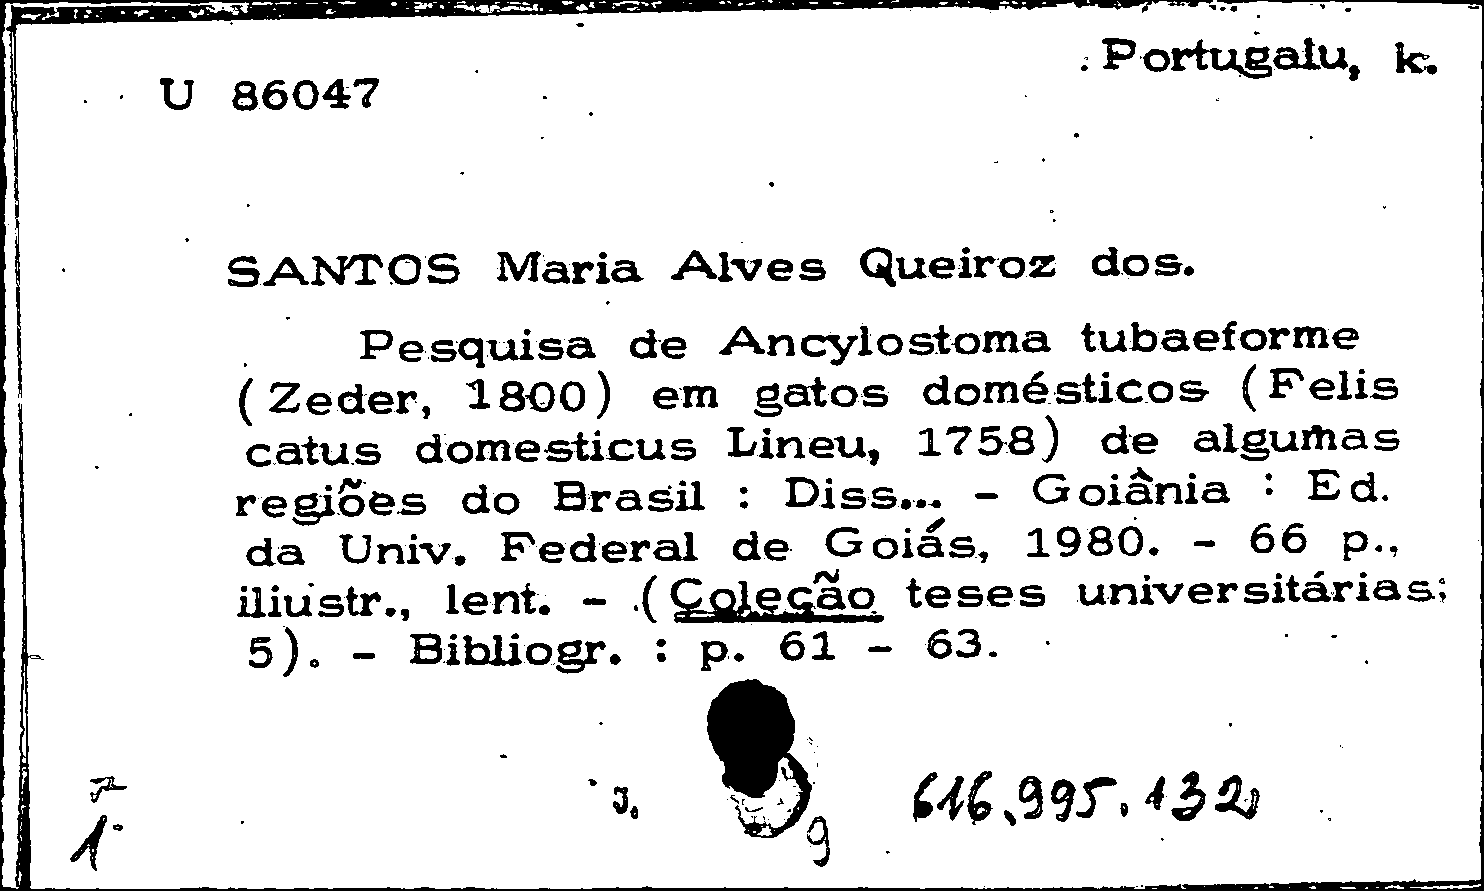 Portugalu, k.
U 86047
SANTOS Maria Alves Queiroz dos.
Pesquisa de Ancylostoma tubaeforme
(Zeder, 1800) em gatos domésticos (Felis
catus domesticus Lineu, 1758) de algumas
regiões do Brasil : Diss... - Goiânia : Ed.
da Univ. Federal de Goiás, 1980. - 66 p.,
iliustr., lent. - (Coleção teses universitárias;
5). - Bibliogr. : p. 61 - 63.
616.995.132
9
1